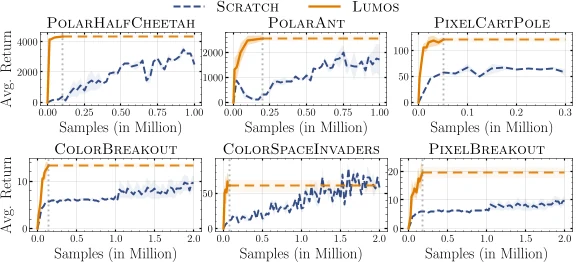 SCRATCH LUMOS
POLARHALFCHEETAH POLARANT PIXELCARTPOLE
Avg. Return
4000
2000
0
2000
1000
0
100
50
0
0.00 0.25 0.50 0.75 1.00
0.00 0.25 0.50 0.75 1.00
0.0 0.1 0.2 0.3
Samples (in Million) Samples (in Million) Samples (in Million)
COLORBREAKOUT COLORSPACEINVADERS PIXELBREAKOUT
Avg. Return
10
0
50
0
20
10
0
0.0 0.5 1.0 1.5 2.0
0.0 0.5 1.0 1.5 2.0
0.0 0.5 1.0 1.5 2.0
Samples (in Million) Samples (in Million) Samples (in Million)